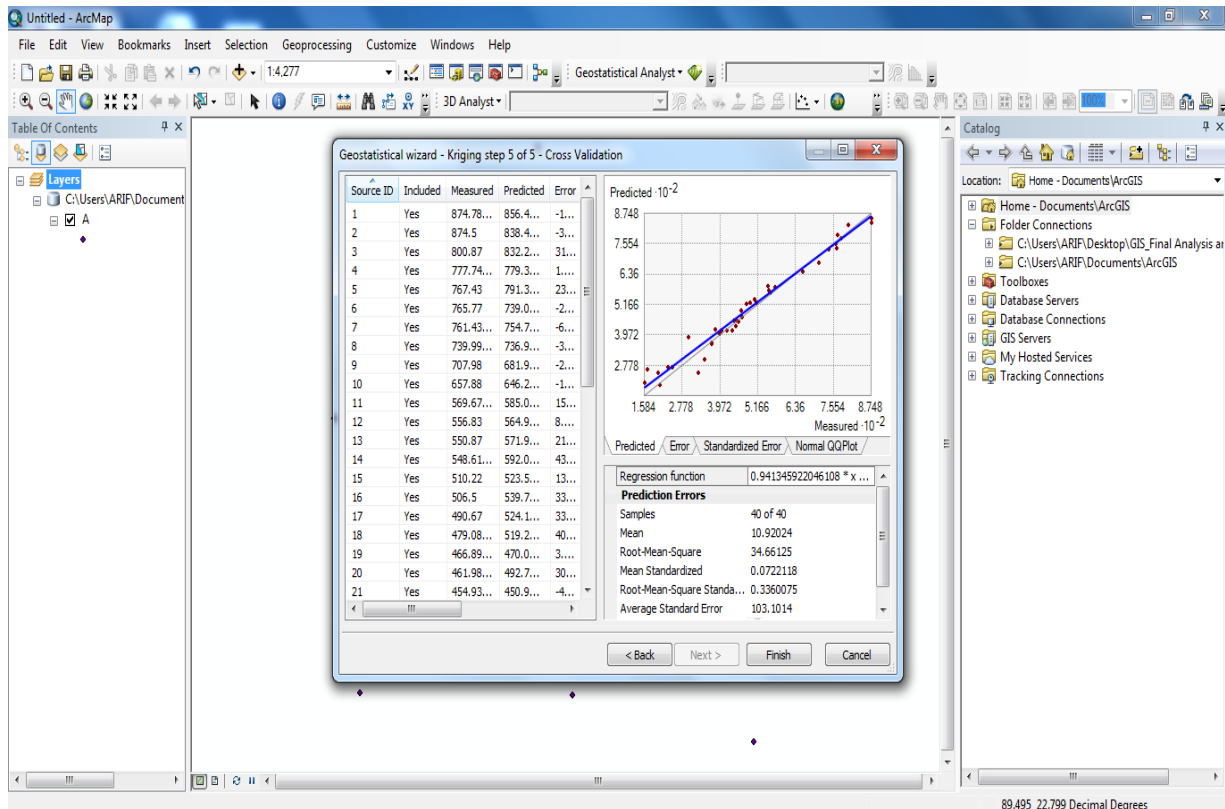 Untitled - ArcMap
File Edit View Bookmarks Insert Selection Geoprocessing Customize Windows Help
1:4,277
Geostatistical Analyst
3D Analyst
100%
Table Of Contents
Layers
C:\Users\ARIF\Document
A
Geostatistical wizard - Kriging step 5 of 5 - Cross Validation
Source ID Included Measured Predicted Error
1 Yes 874.78... 856.4... -1...
2 Yes 874.5 838.4... -3...
3 Yes 800.87 832.2... 31...
4 Yes 777.74... 779.3... 1....
5 Yes 767.43 791.3... 23...
6 Yes 765.77 739.0... -2...
7 Yes 761.43... 754.7... -6...
8 Yes 739.99... 736.9... -3...
9 Yes 707.98 681.9... -2...
10 Yes 657.88 646.2... -1...
11 Yes 569.67... 585.0... 15...
12 Yes 556.83 564.9... 8....
13 Yes 550.87 571.9... 21...
14 Yes 548.61... 592.0... 43...
15 Yes 510.22 523.5... 13...
16 Yes 506.5 539.7... 33...
17 Yes 490.67 524.1... 33...
18 Yes 479.08... 519.2... 40...
19 Yes 466.89... 470.0... 3....
20 Yes 461.98... 492.7... 30...
21 Yes 454.93... 450.9... -4...
Predicted ·10-2
8.748
7.554
6.36
5.166
3.972
2.778
1.584 2.778 3.972 5.166 6.36 7.554 8.748
Measured ·10-2
Predicted Error Standardized Error Normal QQPlot
Regression function 0.941345922046108 * x ...
Prediction Errors
Samples 40 of 40
Mean 10.92024
Root-Mean-Square 34.66125
Mean Standardized 0.0722118
Root-Mean-Square Standa... 0.3360075
Average Standard Error 103.1014
< Back Next > Finish Cancel
Catalog
Location: Home - Documents\ArcGIS
Home - Documents\ArcGIS
Folder Connections
C:\Users\ARIF\Desktop\GIS_Final Analysis ar
C:\Users\ARIF\Documents\ArcGIS
Toolboxes
Database Servers
Database Connections
GIS Servers
My Hosted Services
Tracking Connections
89.495 22.799 Decimal Degrees